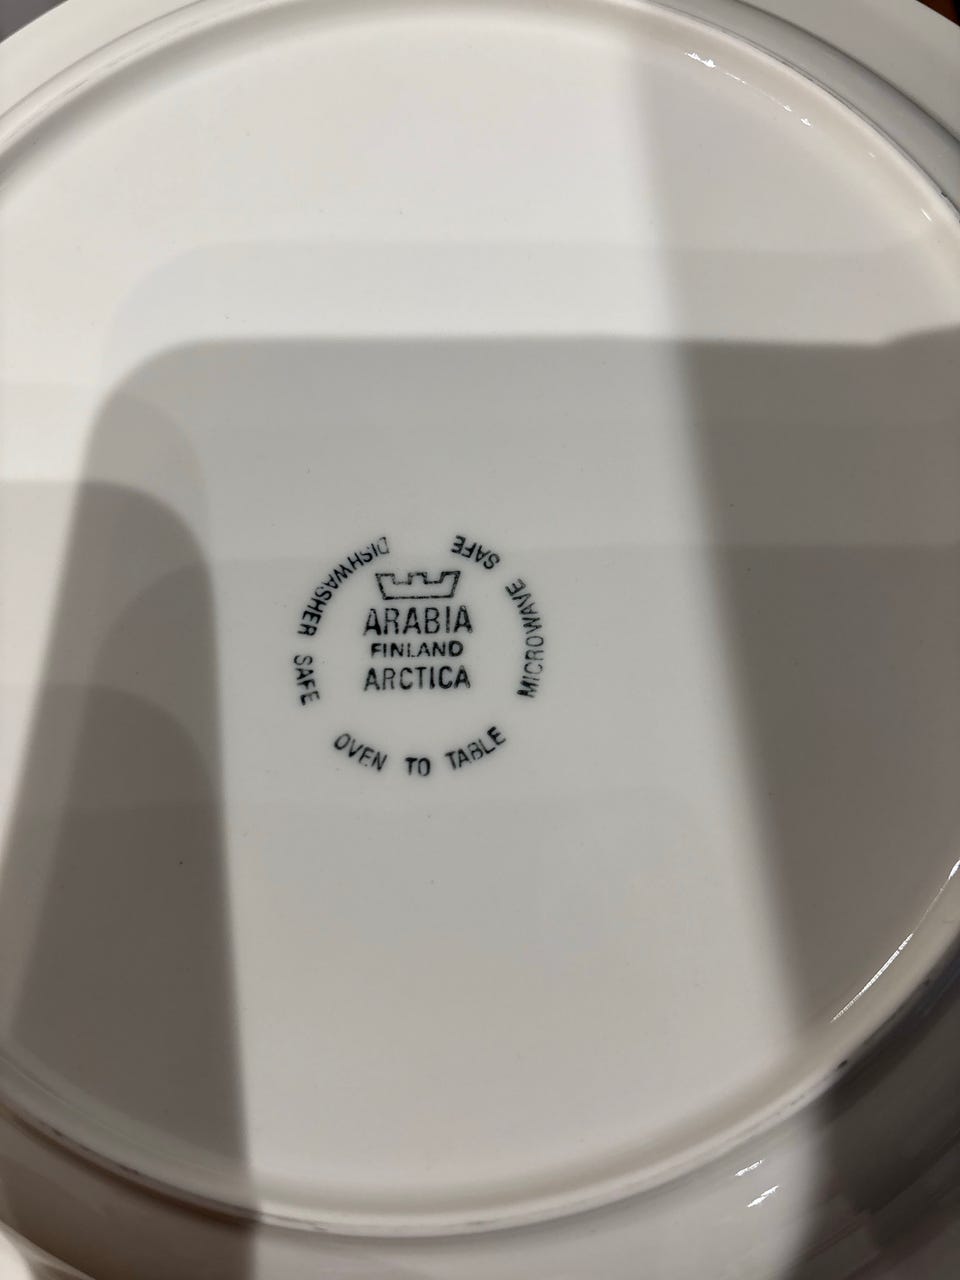 ARABIA
FINLAND
ARCTICA
DISHWASHER SAFE
OVEN TO TABLE
MICROWAVE SAFE